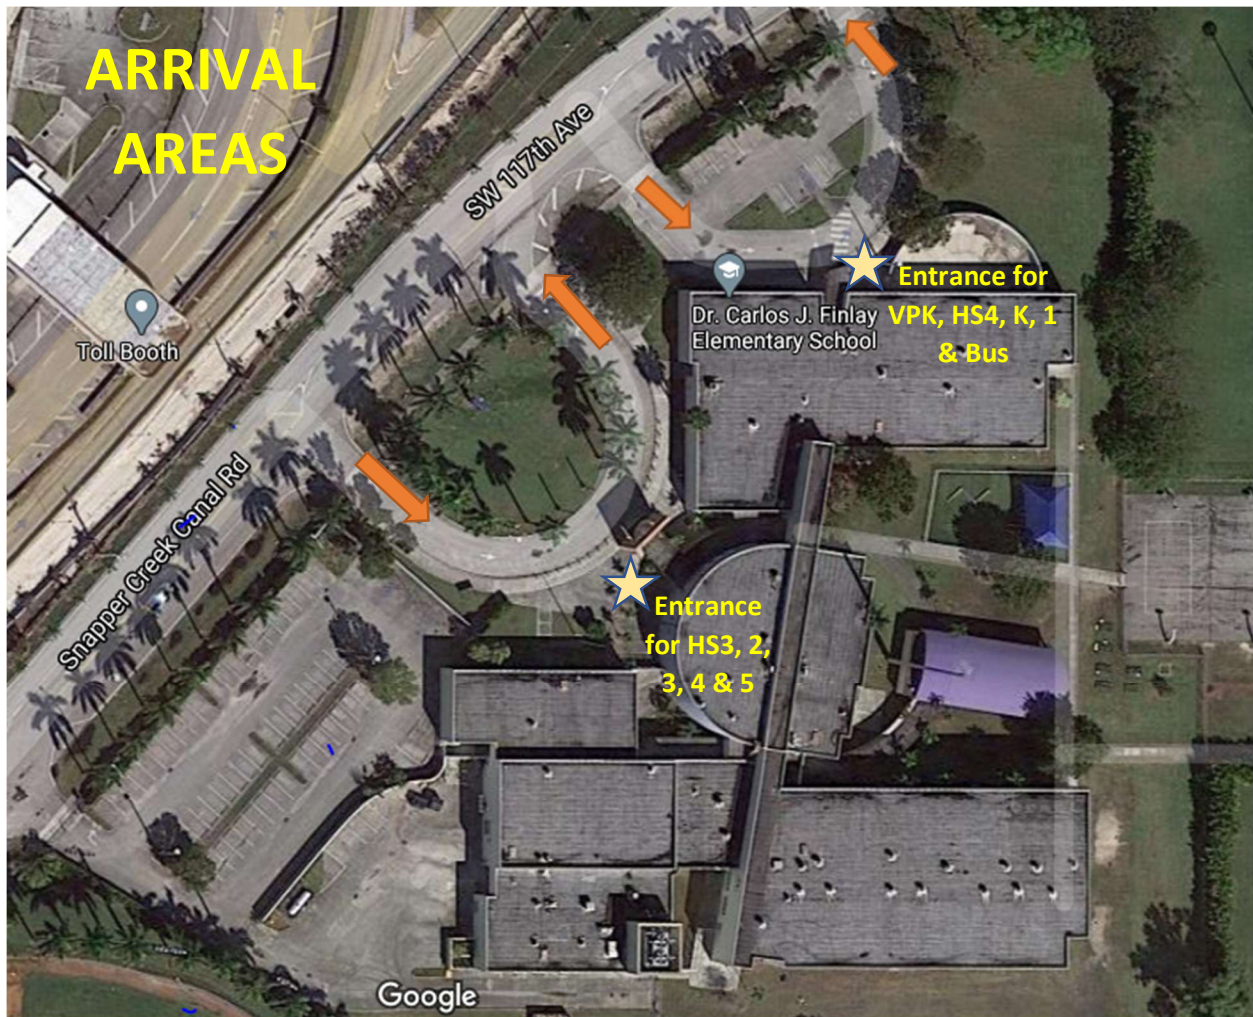 ARRIVAL
AREAS
SW 117th Ave
Toll Booth
Dr. Carlos J. Finlay
Elementary School
Entrance for
VPK, HS4, K, 1
& Bus
Snapper Creek Canal Rd
Entrance
for HS3, 2,
3, 4 & 5
Google